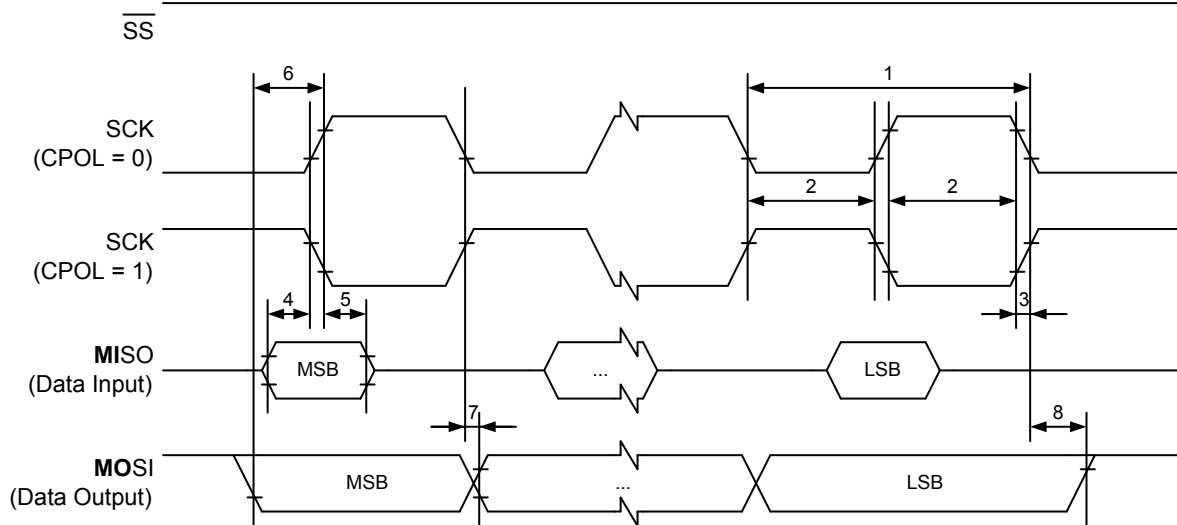 SS
6
1
SCK
(CPOL = 0)
2
2
SCK
(CPOL = 1)
4
5
3
MISO
(Data Input)
MSB
...
LSB
7
8
MOSI
(Data Output)
MSB
...
LSB